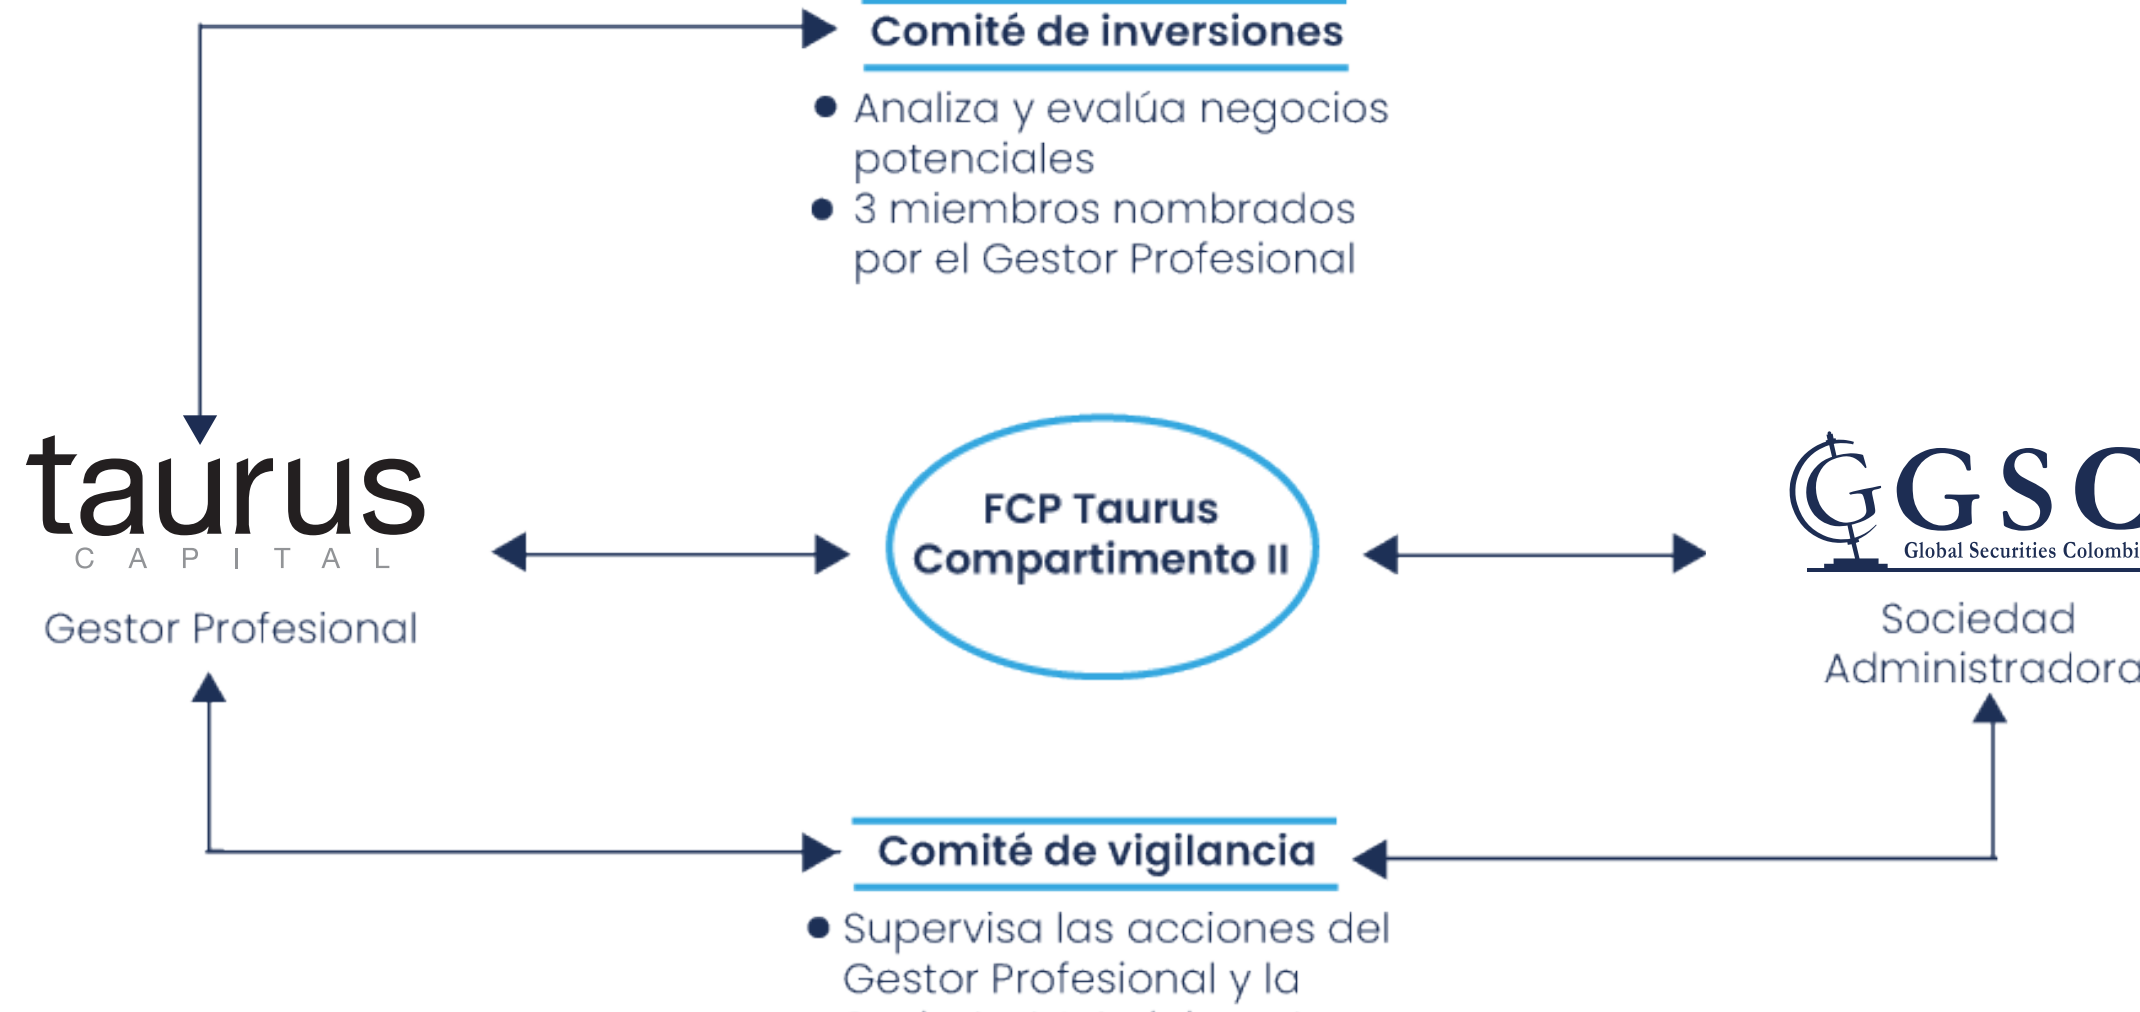 Comité de inversiones
Analiza y evalúa negocios
potenciales
3 miembros nombrados
por el Gestor Profesional
taurus
CAPITAL
Gestor Profesional
FCP Taurus
Compartimento II
GSC
Global Securities Colombi
Sociedad
Administradora
Comité de vigilancia
Supervisa las acciones del
Gestor Profesional y la